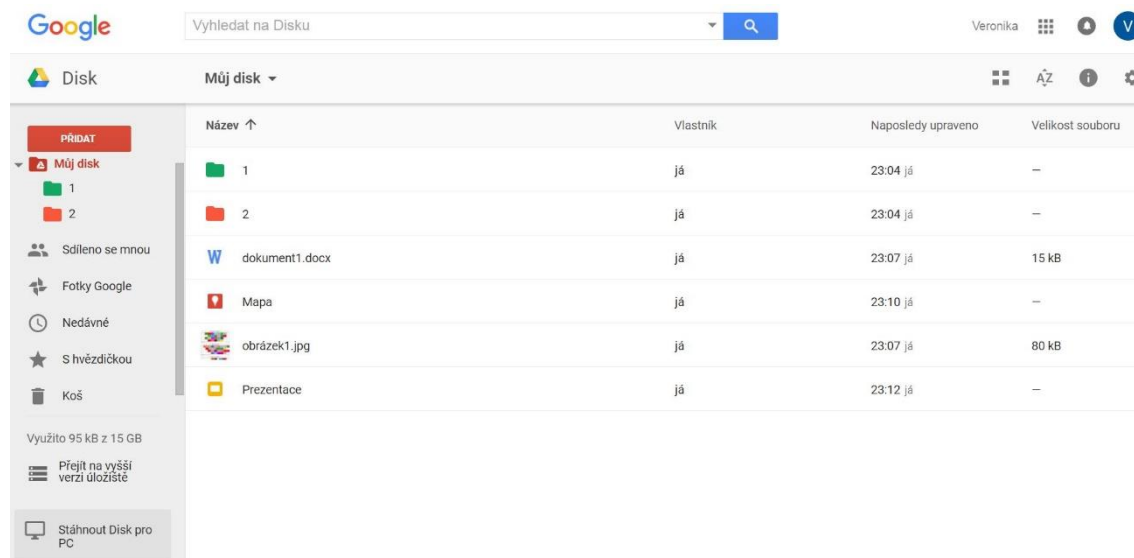 Google
Vyhledat na Disku
Veronika
V
Disk
Můj disk
AZ
PŘIDAT
Můj disk
1
2
Sdíleno se mnou
Fotky Google
Nedávné
S hvězdičkou
Koš
Využito 95 kB z 15 GB
Přejít na vyšší
verzi úložiště
Stáhnout Disk pro
PC
Název Vlastník Naposledy upraveno Velikost souboru
1 já 23:04 já –
2 já 23:04 já –
W dokument1.docx já 23:07 já 15 kB
Mapa já 23:10 já –
obrázek1.jpg já 23:07 já 80 kB
Prezentace já 23:12 já –